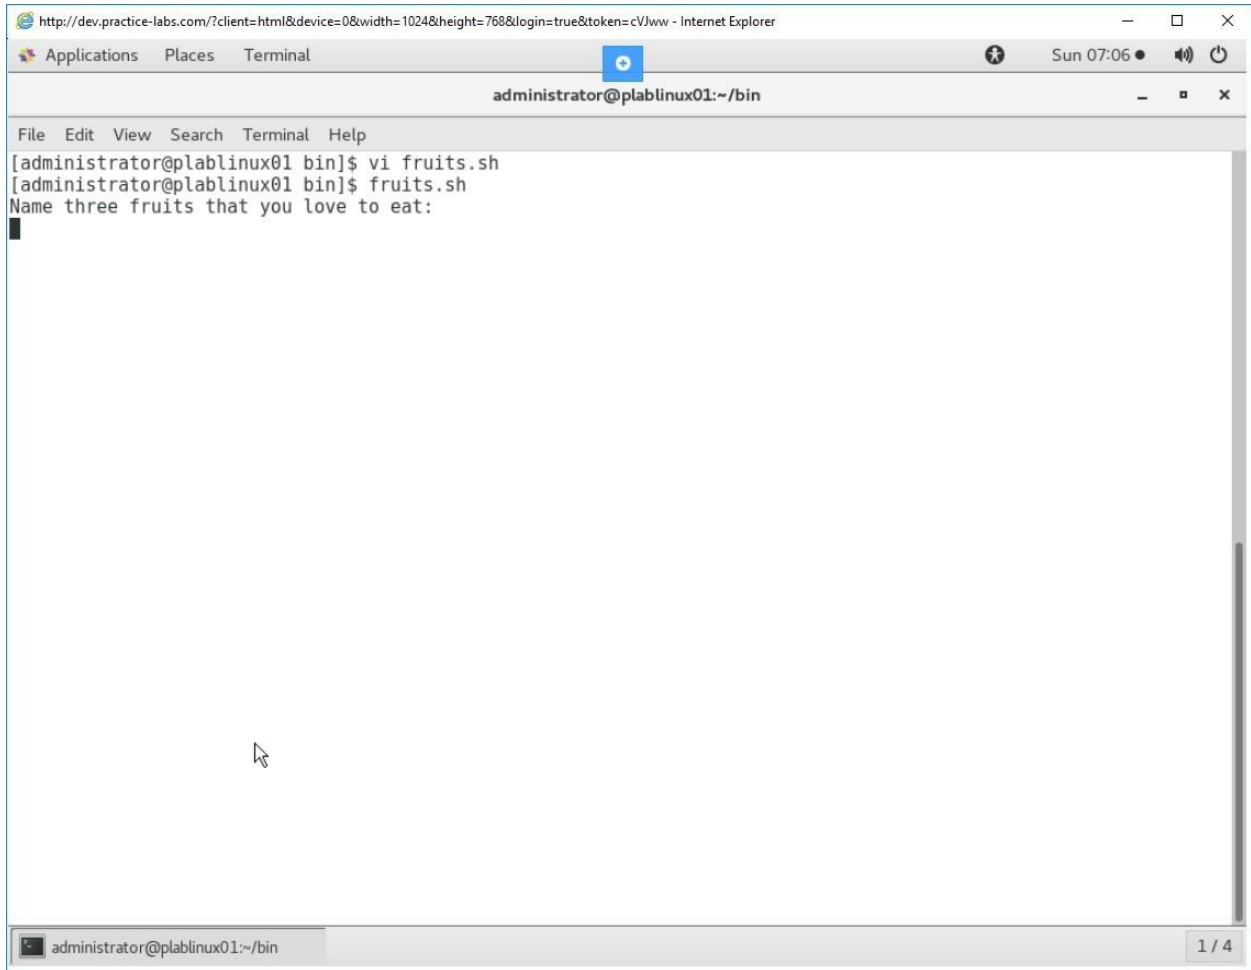 http://dev.practice-labs.com/?client=html&device=0&width=1024&height=768&login=true&token=cVJww - Internet Explorer
Applications Places Terminal Sun 07:06
administrator@plablinux01:~/bin
File Edit View Search Terminal Help
[administrator@plablinux01 bin]$ vi fruits.sh
[administrator@plablinux01 bin]$ fruits.sh
Name three fruits that you love to eat:
administrator@plablinux01:~/bin 1 / 4